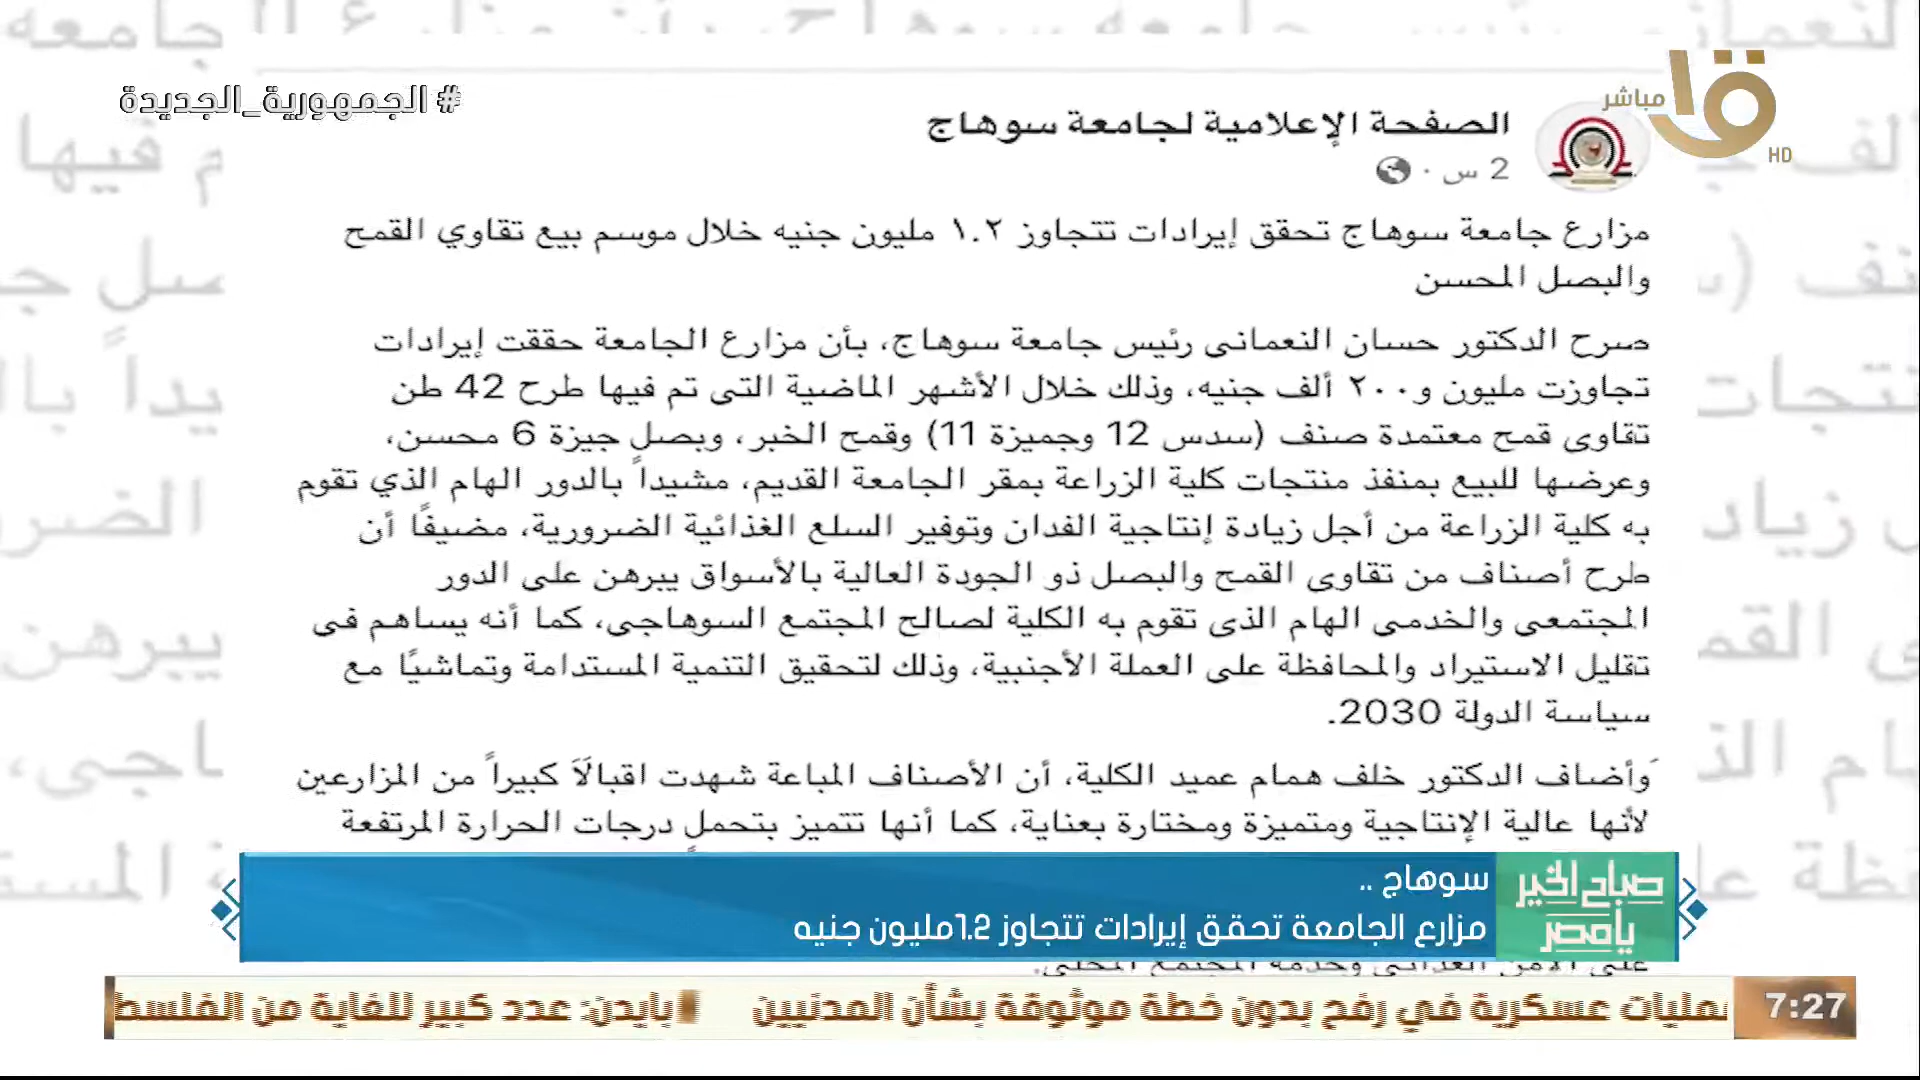 # الجمهورية_الجديدة
مباشر
HD
الصفحة الإعلامية لجامعة سوهاج
2 س ·
مزارع جامعة سوهاج تحقق إيرادات تتجاوز ١.٢ مليون جنيه خلال موسم بيع تقاوي القمح
والبصل المحسن
صرح الدكتور حسان النعمانى رئيس جامعة سوهاج، بأن مزارع الجامعة حققت إيرادات
تجاوزت مليون و٢٠٠ ألف جنيه، وذلك خلال الأشهر الماضية التى تم فيها طرح 42 طن
تقاوى قمح معتمدة صنف (سدس 12 وجميزة 11) وقمح الخبر، وبصل جيزة 6 محسن،
وعرضها للبيع بمنفذ منتجات كلية الزراعة بمقر الجامعة القديم، مشيداً بالدور الهام الذي تقوم
به كلية الزراعة من أجل زيادة إنتاجية الفدان وتوفير السلع الغذائية الضرورية، مضيفًا أن
طرح أصناف من تقاوى القمح والبصل ذو الجودة العالية بالأسواق يبرهن على الدور
المجتمعى والخدمى الهام الذى تقوم به الكلية لصالح المجتمع السوهاجى، كما أنه يساهم فى
تقليل الاستيراد والمحافظة على العملة الأجنبية، وذلك لتحقيق التنمية المستدامة وتماشيًا مع
سياسة الدولة 2030.
َوأضاف الدكتور خلف همام عميد الكلية، أن الأصناف المباعة شهدت اقبالاَ كبيراً من المزارعين
لأنها عالية الإنتاجية ومتميزة ومختارة بعناية، كما أنها تتميز بتحمل درجات الحرارة المرتفعة
صباح الخير
يا مصر
سوهاج ..
مزارع الجامعة تحقق إيرادات تتجاوز 1.2مليون جنيه
على الأمن الغذائى وخدمة المجتمع المحلى.
عمليات عسكرية في رفح بدون خطة موثوقة بشأن المدنيين
بايدن: عدد كبير للغاية من الفلسط
7:27